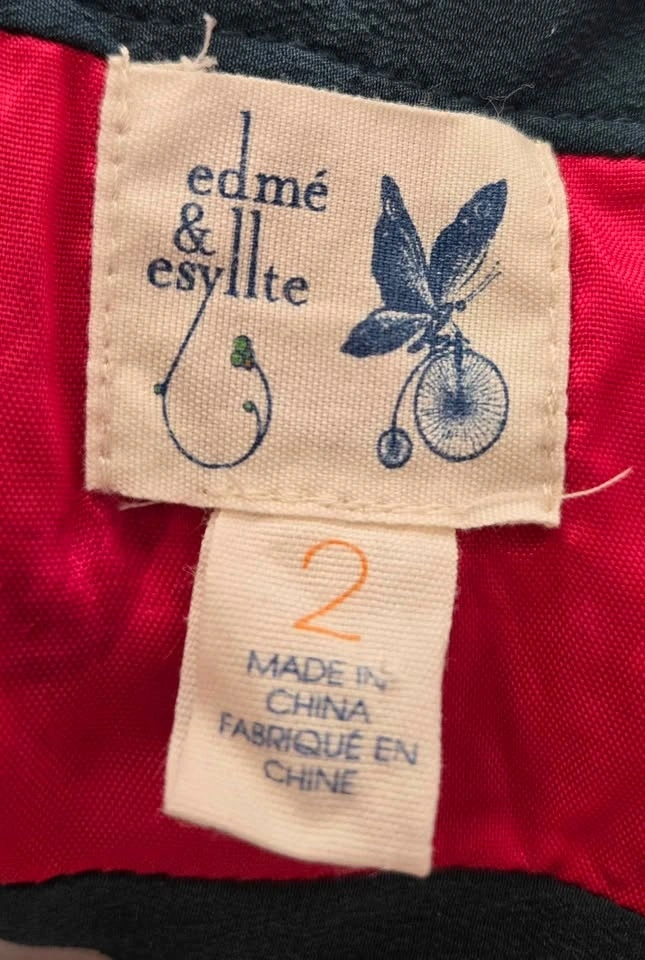 edmé
&
esyllte
2
MADE IN
CHINA
FABRIQUÉ EN
CHINE